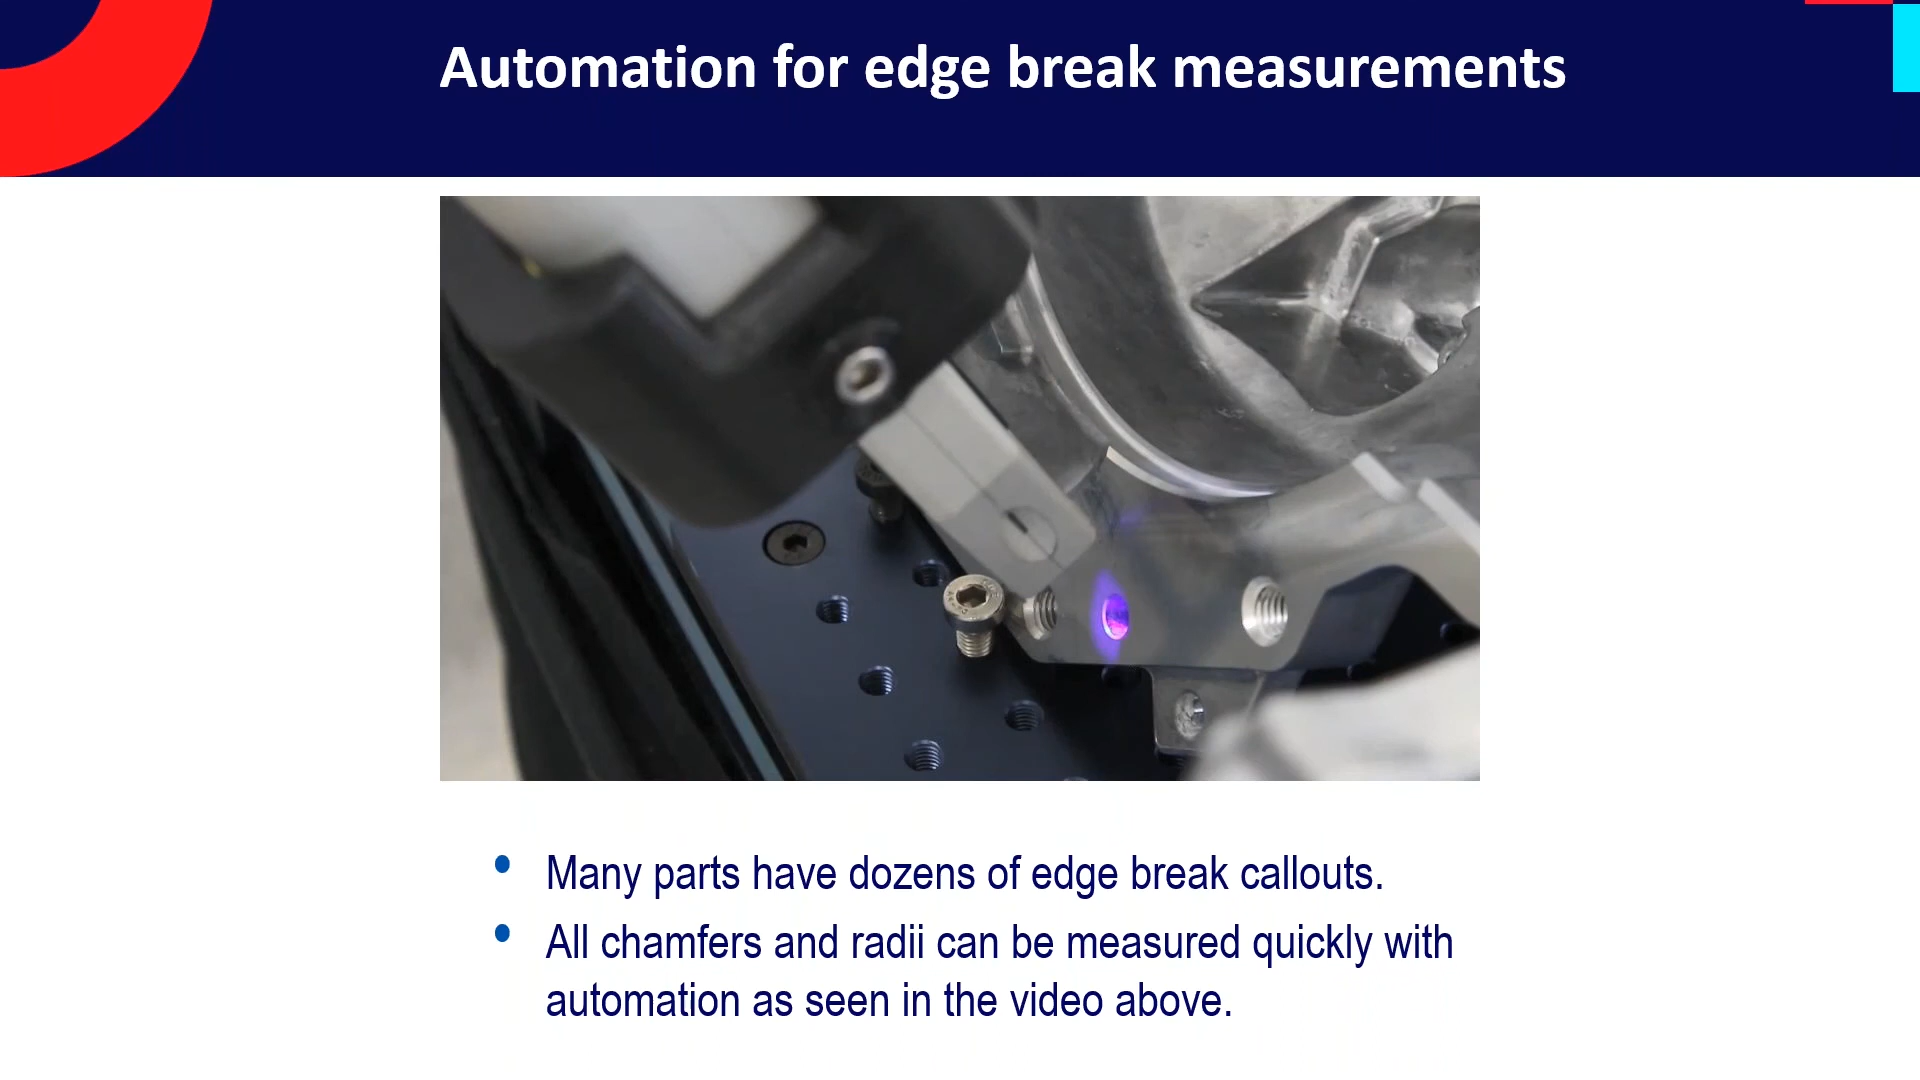 Automation for edge break measurements
• Many parts have dozens of edge break callouts.
• All chamfers and radii can be measured quickly with
automation as seen in the video above.